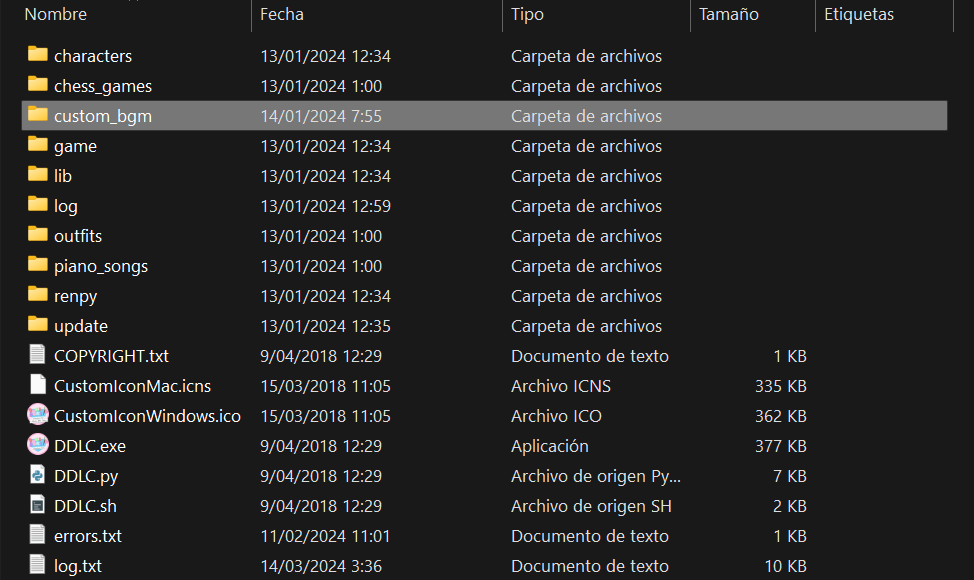 Nombre Fecha Tipo Tamaño Etiquetas
characters 13/01/2024 12:34 Carpeta de archivos
chess_games 13/01/2024 1:00 Carpeta de archivos
custom_bgm 14/01/2024 7:55 Carpeta de archivos
game 13/01/2024 12:34 Carpeta de archivos
lib 13/01/2024 12:34 Carpeta de archivos
log 13/01/2024 12:59 Carpeta de archivos
outfits 13/01/2024 1:00 Carpeta de archivos
piano_songs 13/01/2024 1:00 Carpeta de archivos
renpy 13/01/2024 12:34 Carpeta de archivos
update 13/01/2024 12:35 Carpeta de archivos
COPYRIGHT.txt 9/04/2018 12:29 Documento de texto 1 KB
CustomIconMac.icns 15/03/2018 11:05 Archivo ICNS 335 KB
CustomIconWindows.ico 15/03/2018 11:05 Archivo ICO 362 KB
DDLC.exe 9/04/2018 12:29 Aplicación 377 KB
DDLC.py 9/04/2018 12:29 Archivo de origen Py... 7 KB
DDLC.sh 9/04/2018 12:29 Archivo de origen SH 2 KB
errors.txt 11/02/2024 11:01 Documento de texto 1 KB
log.txt 14/03/2024 3:36 Documento de texto 10 KB